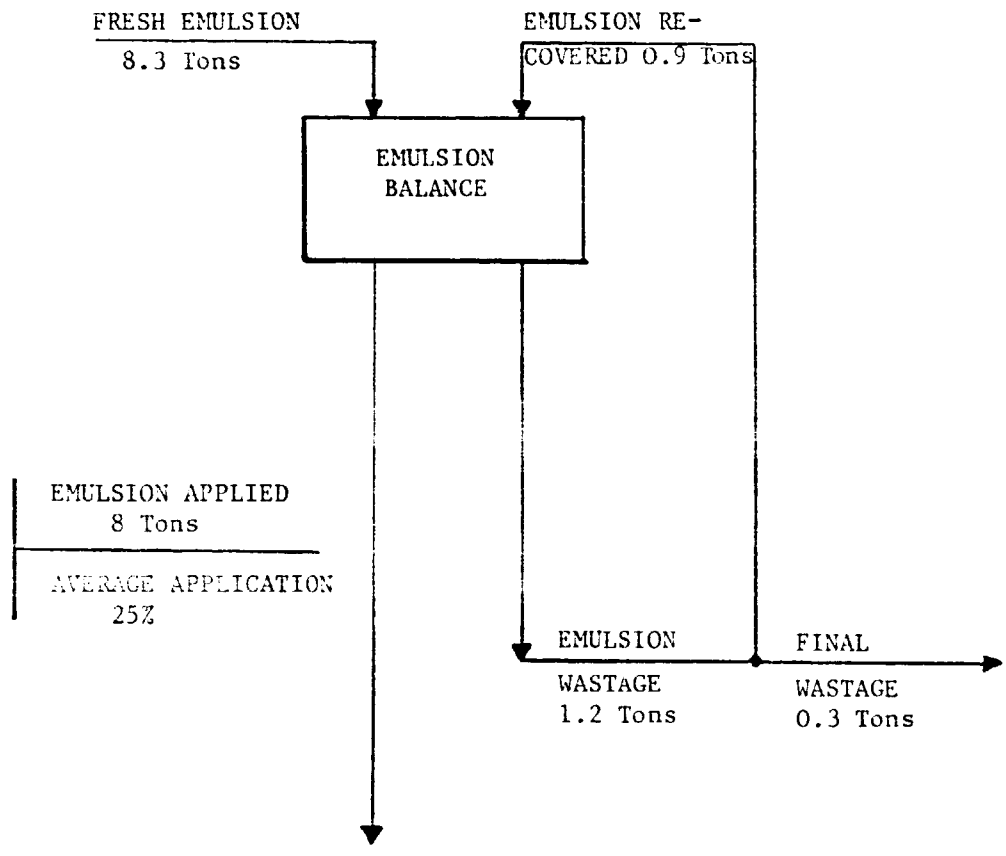 FRESH EMULSION
8.3 Tons
EMULSION RE-
COVERED 0.9 Tons
EMULSION
BALANCE
EMULSION APPLIED
8 Tons
AVERAGE APPLICATION
25%
EMULSION
WASTAGE
1.2 Tons
FINAL
WASTAGE
0.3 Tons